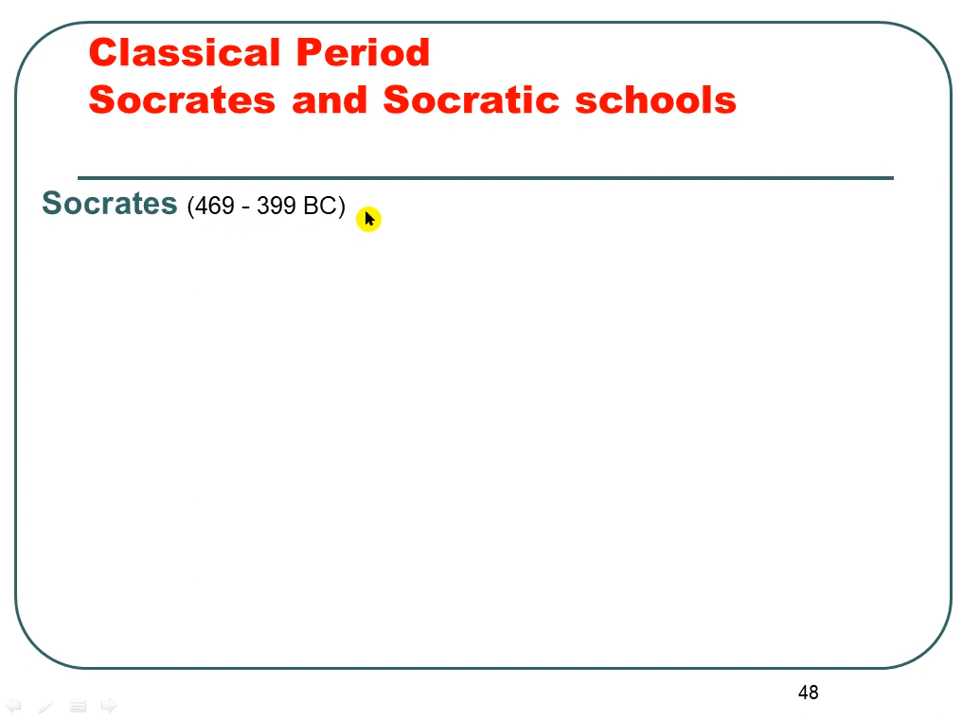 Classical Period
Socrates and Socratic schools
Socrates (469 - 399 BC)
48